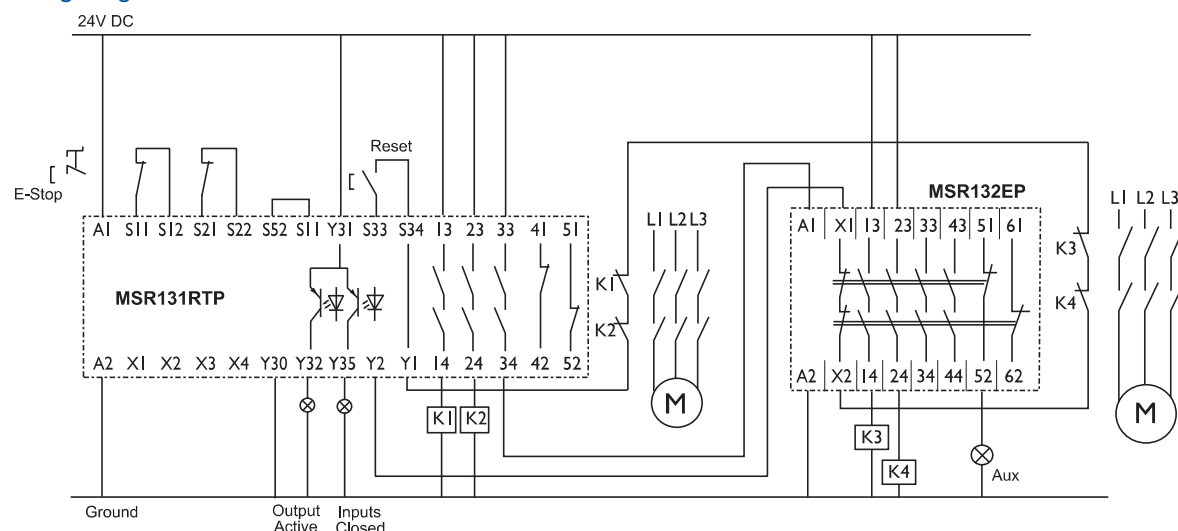 24V DC
Reset
E-Stop
MSR132EP
L1 L2 L3
L1 L2 L3
A1 S11 S12 S21 S22 S52 S11 Y31 S33 S34 13 23 33 41 51
A1 X1 13 23 33 43 51 61
K3
K1
MSR131RTP
K4
K2
A2 X1 X2 X3 X4 Y30 Y32 Y35 Y2 Y1 14 24 34 42 52
A2 X2 14 24 34 44 52 62
M
M
K1 K2
K3
K4
Aux
Ground
Output Active
Inputs Closed